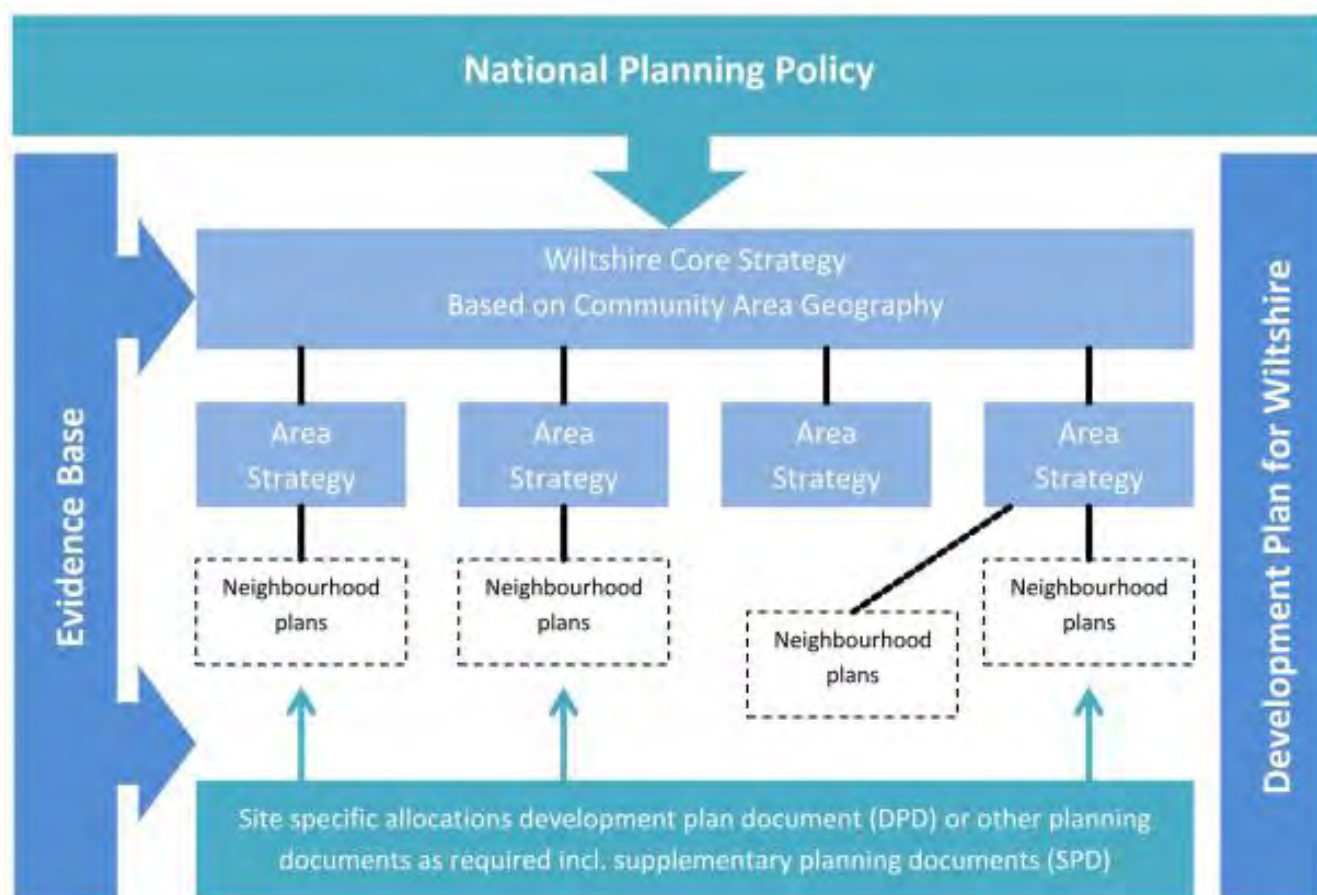 National Planning Policy
Evidence Base
Wiltshire Core Strategy
Based on Community Area Geography
Development Plan for Wiltshire
Area
Strategy
Area
Strategy
Area
Strategy
Area
Strategy
Neighbourhood
plans
Neighbourhood
plans
Neighbourhood
plans
Neighbourhood
plans
Site specific allocations development plan document (DPD) or other planning
documents as required incl. supplementary planning documents (SPD)